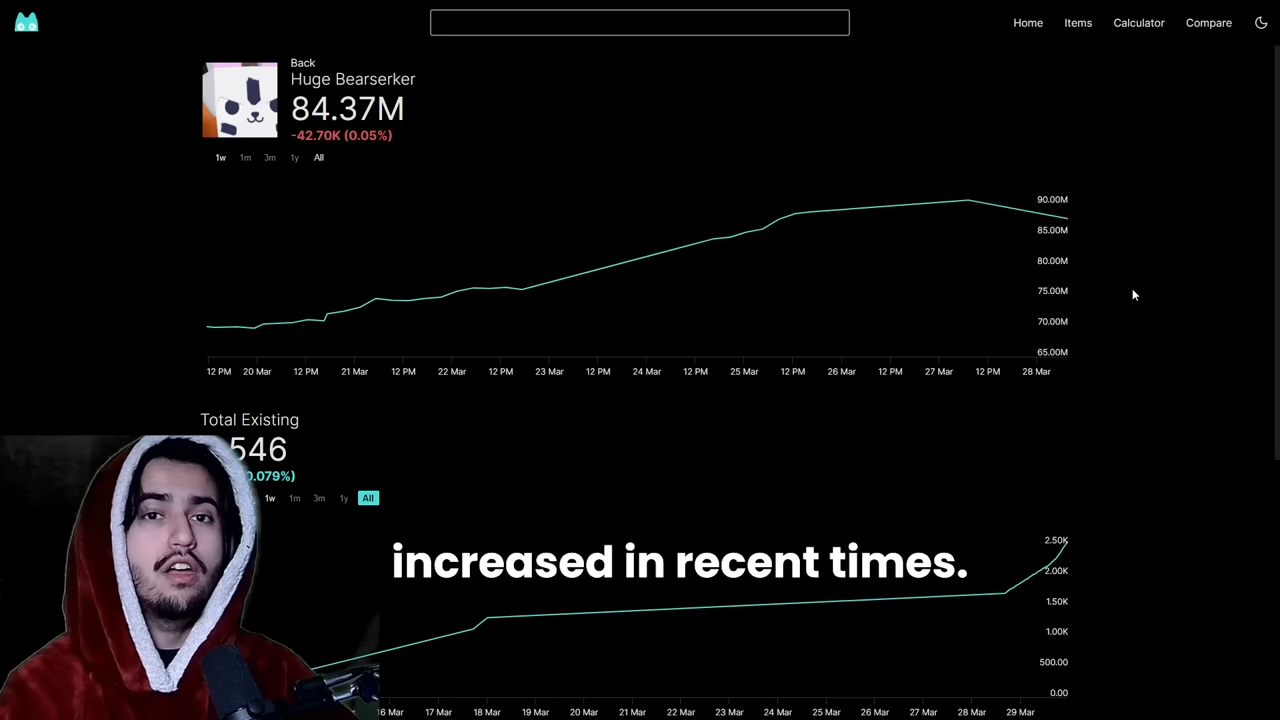 Home Items Calculator Compare
Back
Huge Bearserker
84.37M
-42.70K (0.05%)
1w 1m 3m 1y All
90.00M
85.00M
80.00M
75.00M
70.00M
65.00M
12 PM 20 Mar 12 PM 21 Mar 12 PM 22 Mar 12 PM 23 Mar 12 PM 24 Mar 12 PM 25 Mar 12 PM 26 Mar 12 PM 27 Mar 12 PM 28 Mar
Total Existing
546
0.079%)
1w 1m 3m 1y All
increased in recent times.
2.50K
2.00K
1.50K
1.00K
500.00
0.00
16 Mar 17 Mar 18 Mar 19 Mar 20 Mar 21 Mar 22 Mar 23 Mar 24 Mar 25 Mar 26 Mar 27 Mar 28 Mar 29 Mar